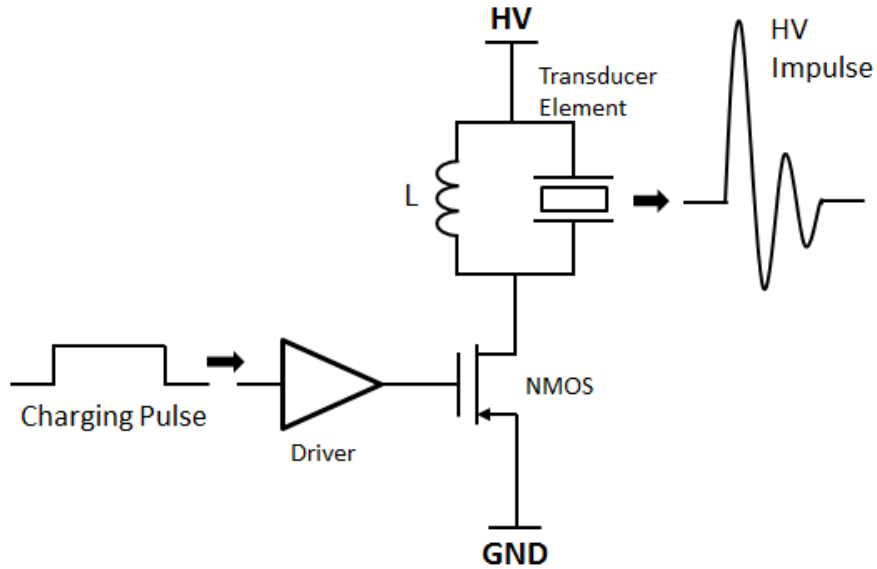 HV
HV
Impulse
Transducer
Element
L
NMOS
Charging Pulse
Driver
GND